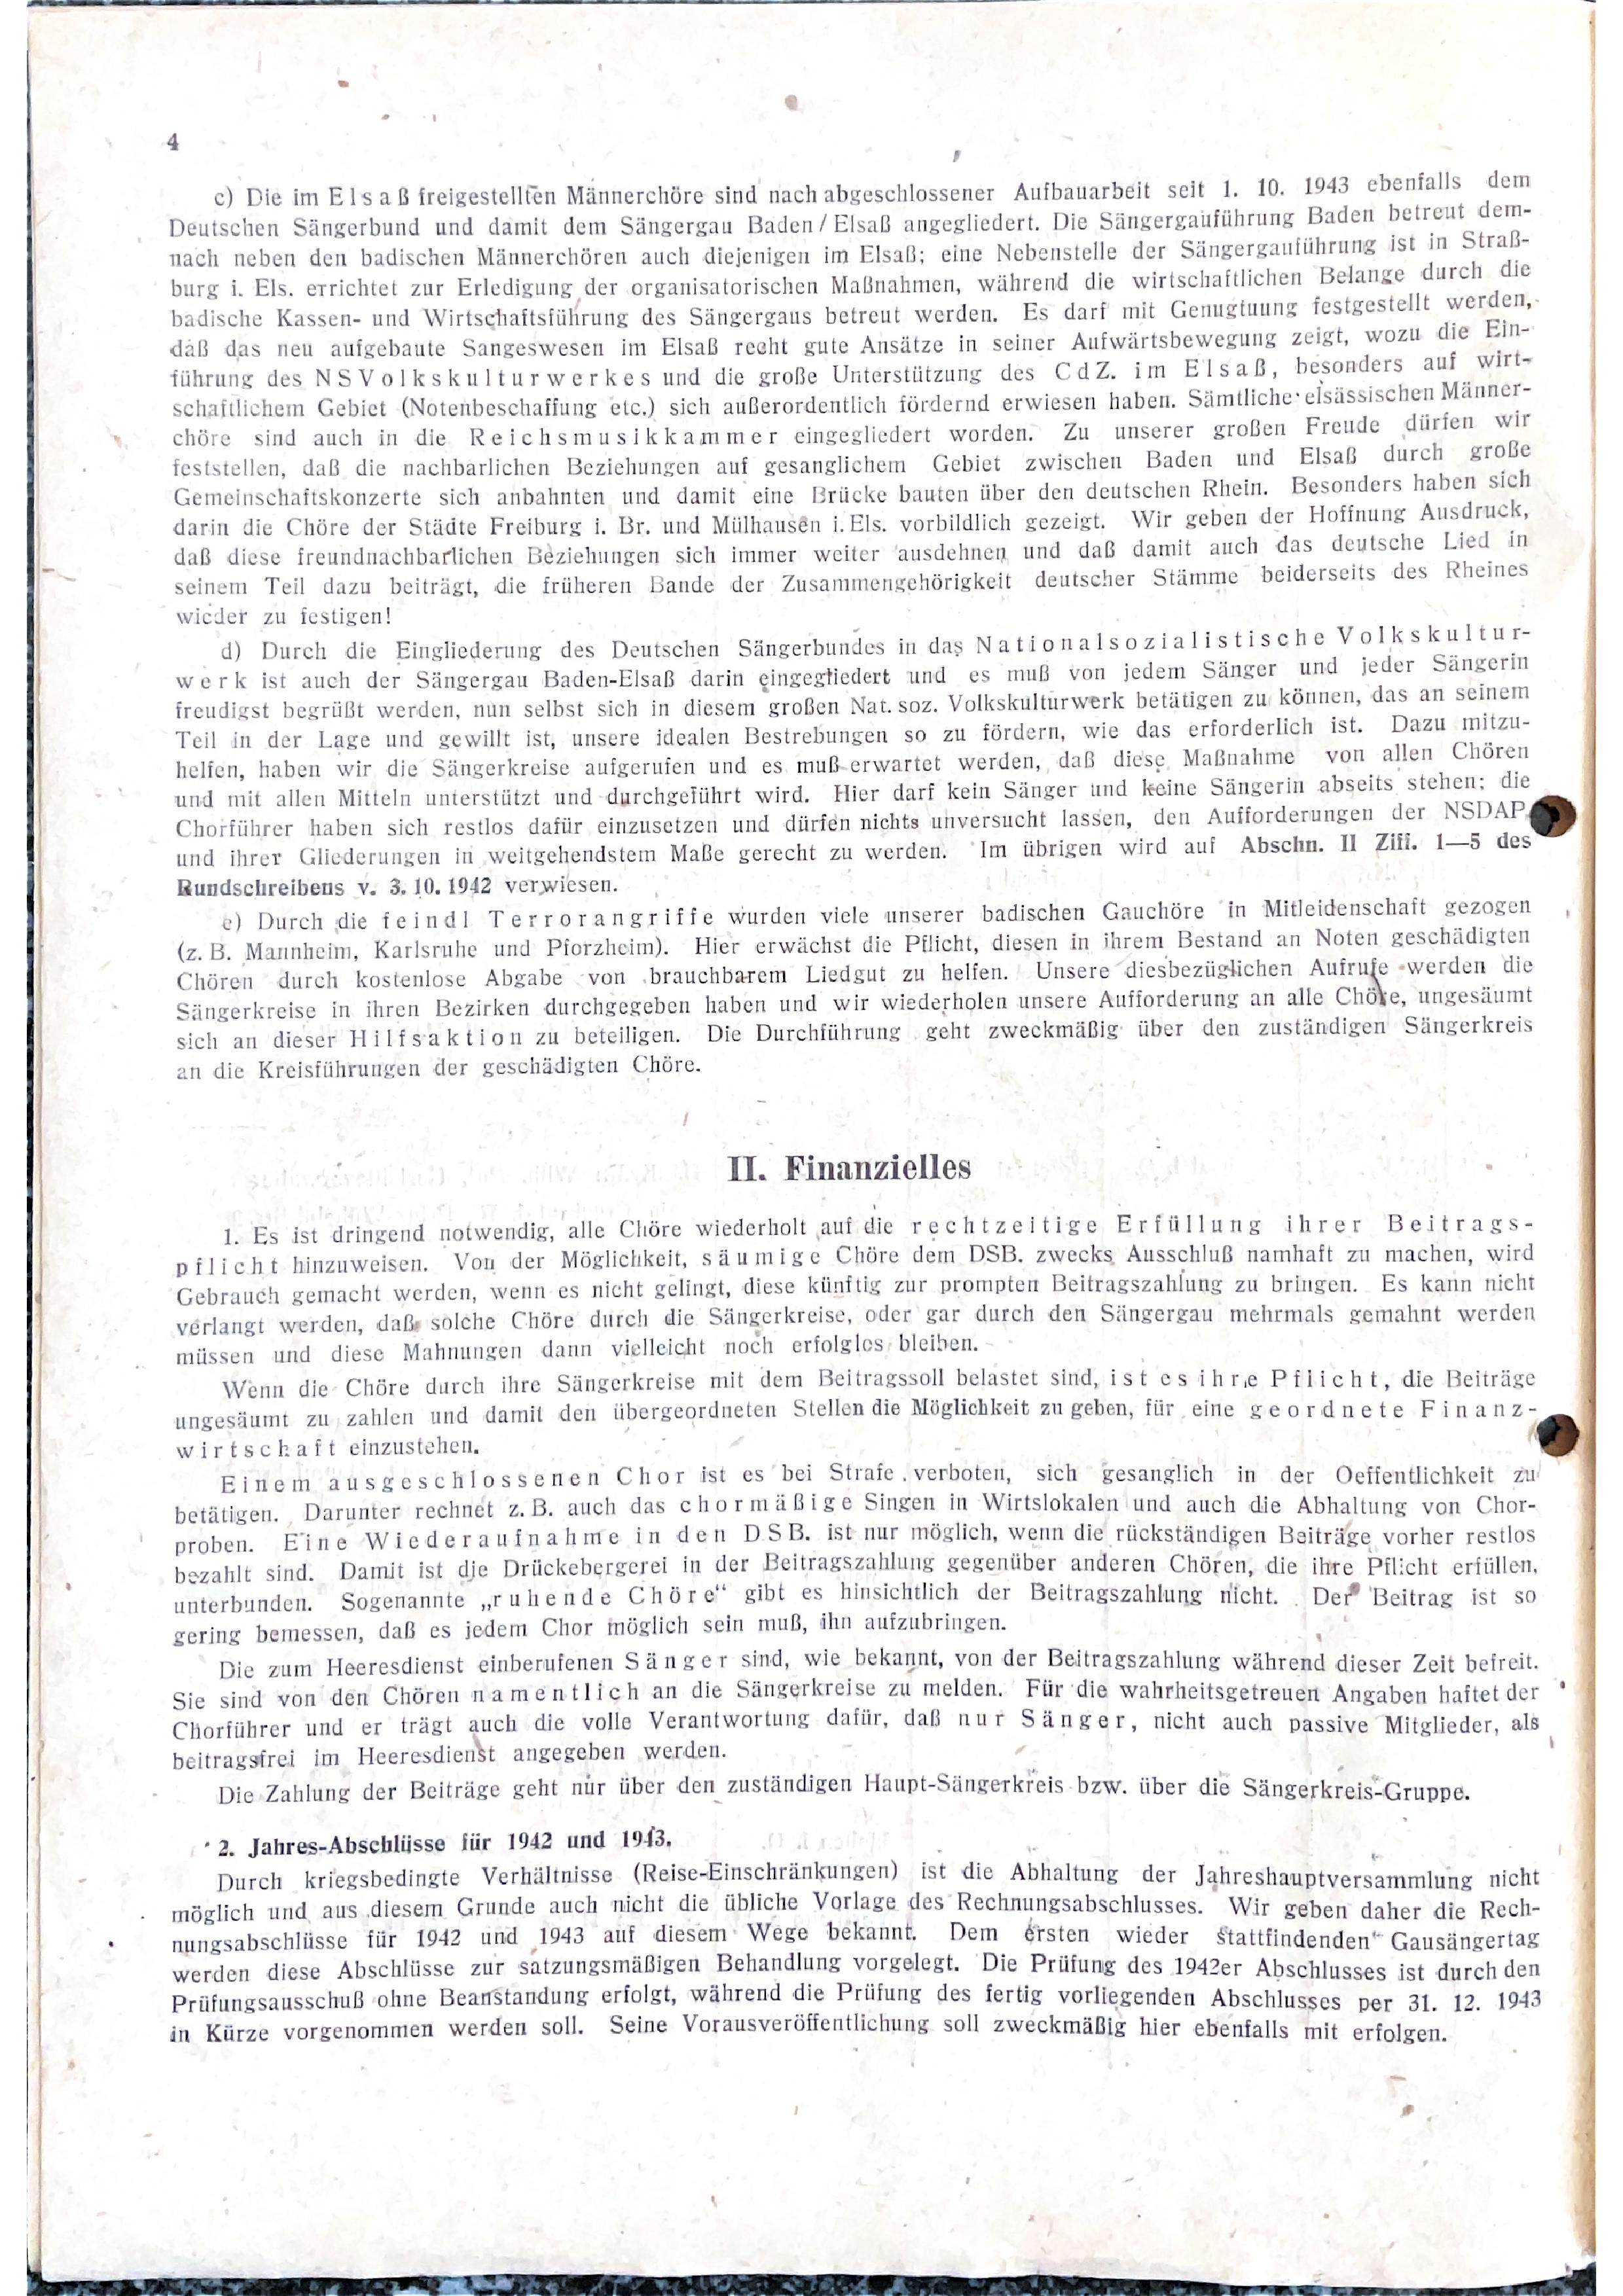 4
c) Die im Elsaß freigestellten Männerchöre sind nach abgeschlossener Aufbauarbeit seit 1. 10. 1943 ebenfalls dem
Deutschen Sängerbund und damit dem Sängergau Baden / Elsaß angegliedert. Die Sängergauführung Baden betreut dem-
nach neben den badischen Männerchören auch diejenigen im Elsaß; eine Nebenstelle der Sängergauführung ist in Straß-
burg i. Els. errichtet zur Erledigung der organisatorischen Maßnahmen, während die wirtschaftlichen Belange durch die
badische Kassen- und Wirtschaftsführung des Sängergaus betreut werden. Es darf mit Genugtuung festgestellt werden,
daß das neu aufgebaute Sangeswesen im Elsaß recht gute Ansätze in seiner Aufwärtsbewegung zeigt, wozu die Ein-
führung des NSVolkskulturwerkes und die große Unterstützung des CdZ. im Elsaß, besonders auf wirt-
schaftlichem Gebiet (Notenbeschaffung etc.) sich außerordentlich fördernd erwiesen haben. Sämtliche elsässischen Männer-
chöre sind auch in die Reichsmusikkammer eingegliedert worden. Zu unserer großen Freude dürfen wir
feststellen, daß die nachbarlichen Beziehungen auf gesanglichem Gebiet zwischen Baden und Elsaß durch große
Gemeinschaftskonzerte sich anbahnten und damit eine Brücke bauten über den deutschen Rhein. Besonders haben sich
darin die Chöre der Städte Freiburg i. Br. und Mülhausen i. Els. vorbildlich gezeigt. Wir geben der Hoffnung Ausdruck,
daß diese freundnachbarlichen Beziehungen sich immer weiter ausdehnen und daß damit auch das deutsche Lied in
seinem Teil dazu beiträgt, die früheren Bande der Zusammengehörigkeit deutscher Stämme beiderseits des Rheines
wieder zu festigen!
d) Durch die Eingliederung des Deutschen Sängerbundes in das Nationalsozialistische Volkskultur-
werk ist auch der Sängergau Baden-Elsaß darin eingegliedert und es muß von jedem Sänger und jeder Sängerin
freudigst begrüßt werden, nun selbst sich in diesem großen Nat. soz. Volkskulturwerk betätigen zu können, das an seinem
Teil in der Lage und gewillt ist, unsere idealen Bestrebungen so zu fördern, wie das erforderlich ist. Dazu mitzu-
helfen, haben wir die Sängerkreise aufgerufen und es muß erwartet werden, daß diese Maßnahme von allen Chören
und mit allen Mitteln unterstützt und durchgeführt wird. Hier darf kein Sänger und keine Sängerin abseits stehen; die
Chorführer haben sich restlos dafür einzusetzen und dürfen nichts unversucht lassen, den Aufforderungen der NSDAP.
und ihrer Gliederungen in weitgehendstem Maße gerecht zu werden. Im übrigen wird auf Abschn. II Ziff. 1—5 des
Rundschreibens v. 3. 10. 1942 verwiesen.
e) Durch die feindl Terrorangriffe wurden viele unserer badischen Gauchöre in Mitleidenschaft gezogen
(z. B. Mannheim, Karlsruhe und Pforzheim). Hier erwächst die Pflicht, diesen in ihrem Bestand an Noten geschädigten
Chören durch kostenlose Abgabe von brauchbarem Liedgut zu helfen. Unsere diesbezüglichen Aufrufe werden die
Sängerkreise in ihren Bezirken durchgegeben haben und wir wiederholen unsere Aufforderung an alle Chöre, ungesäumt
sich an dieser Hilfsaktion zu beteiligen. Die Durchführung geht zweckmäßig über den zuständigen Sängerkreis
an die Kreisführungen der geschädigten Chöre.
II. Finanzielles
1. Es ist dringend notwendig, alle Chöre wiederholt auf die rechtzeitige Erfüllung ihrer Beitrags-
pflicht hinzuweisen. Von der Möglichkeit, säumige Chöre dem DSB. zwecks Ausschluß namhaft zu machen, wird
Gebrauch gemacht werden, wenn es nicht gelingt, diese künftig zur prompten Beitragszahlung zu bringen. Es kann nicht
verlangt werden, daß solche Chöre durch die Sängerkreise, oder gar durch den Sängergau mehrmals gemahnt werden
müssen und diese Mahnungen dann vielleicht noch erfolglos bleiben.
Wenn die Chöre durch ihre Sängerkreise mit dem Beitragssoll belastet sind, ist es ihre Pflicht, die Beiträge
ungesäumt zu zahlen und damit den übergeordneten Stellen die Möglichkeit zu geben, für eine geordnete Finanz-
wirtschaft einzustehen.
Einem ausgeschlossenen Chor ist es bei Strafe verboten, sich gesanglich in der Oeffentlichkeit zu
betätigen. Darunter rechnet z. B. auch das chormäßige Singen in Wirtslokalen und auch die Abhaltung von Chor-
proben. Eine Wiederaufnahme in den DSB. ist nur möglich, wenn die rückständigen Beiträge vorher restlos
bezahlt sind. Damit ist die Drückebergerei in der Beitragszahlung gegenüber anderen Chören, die ihre Pflicht erfüllen,
unterbunden. Sogenannte „ruhende Chöre“ gibt es hinsichtlich der Beitragszahlung nicht. Der Beitrag ist so
gering bemessen, daß es jedem Chor möglich sein muß, ihn aufzubringen.
Die zum Heeresdienst einberufenen Sänger sind, wie bekannt, von der Beitragszahlung während dieser Zeit befreit.
Sie sind von den Chören namentlich an die Sängerkreise zu melden. Für die wahrheitsgetreuen Angaben haftet der
Chorführer und er trägt auch die volle Verantwortung dafür, daß nur Sänger, nicht auch passive Mitglieder, als
beitragsfrei im Heeresdienst angegeben werden.
Die Zahlung der Beiträge geht nur über den zuständigen Haupt-Sängerkreis bzw. über die Sängerkreis-Gruppe.
2. Jahres-Abschlüsse für 1942 und 1943.
Durch kriegsbedingte Verhältnisse (Reise-Einschränkungen) ist die Abhaltung der Jahreshauptversammlung nicht
möglich und aus diesem Grunde auch nicht die übliche Vorlage des Rechnungsabschlusses. Wir geben daher die Rech-
nungsabschlüsse für 1942 und 1943 auf diesem Wege bekannt. Dem ersten wieder stattfindenden Gausängertag
werden diese Abschlüsse zur satzungsmäßigen Behandlung vorgelegt. Die Prüfung des 1942er Abschlusses ist durch den
Prüfungsausschuß ohne Beanstandung erfolgt, während die Prüfung des fertig vorliegenden Abschlusses per 31. 12. 1943
in Kürze vorgenommen werden soll. Seine Vorausveröffentlichung soll zweckmäßig hier ebenfalls mit erfolgen.